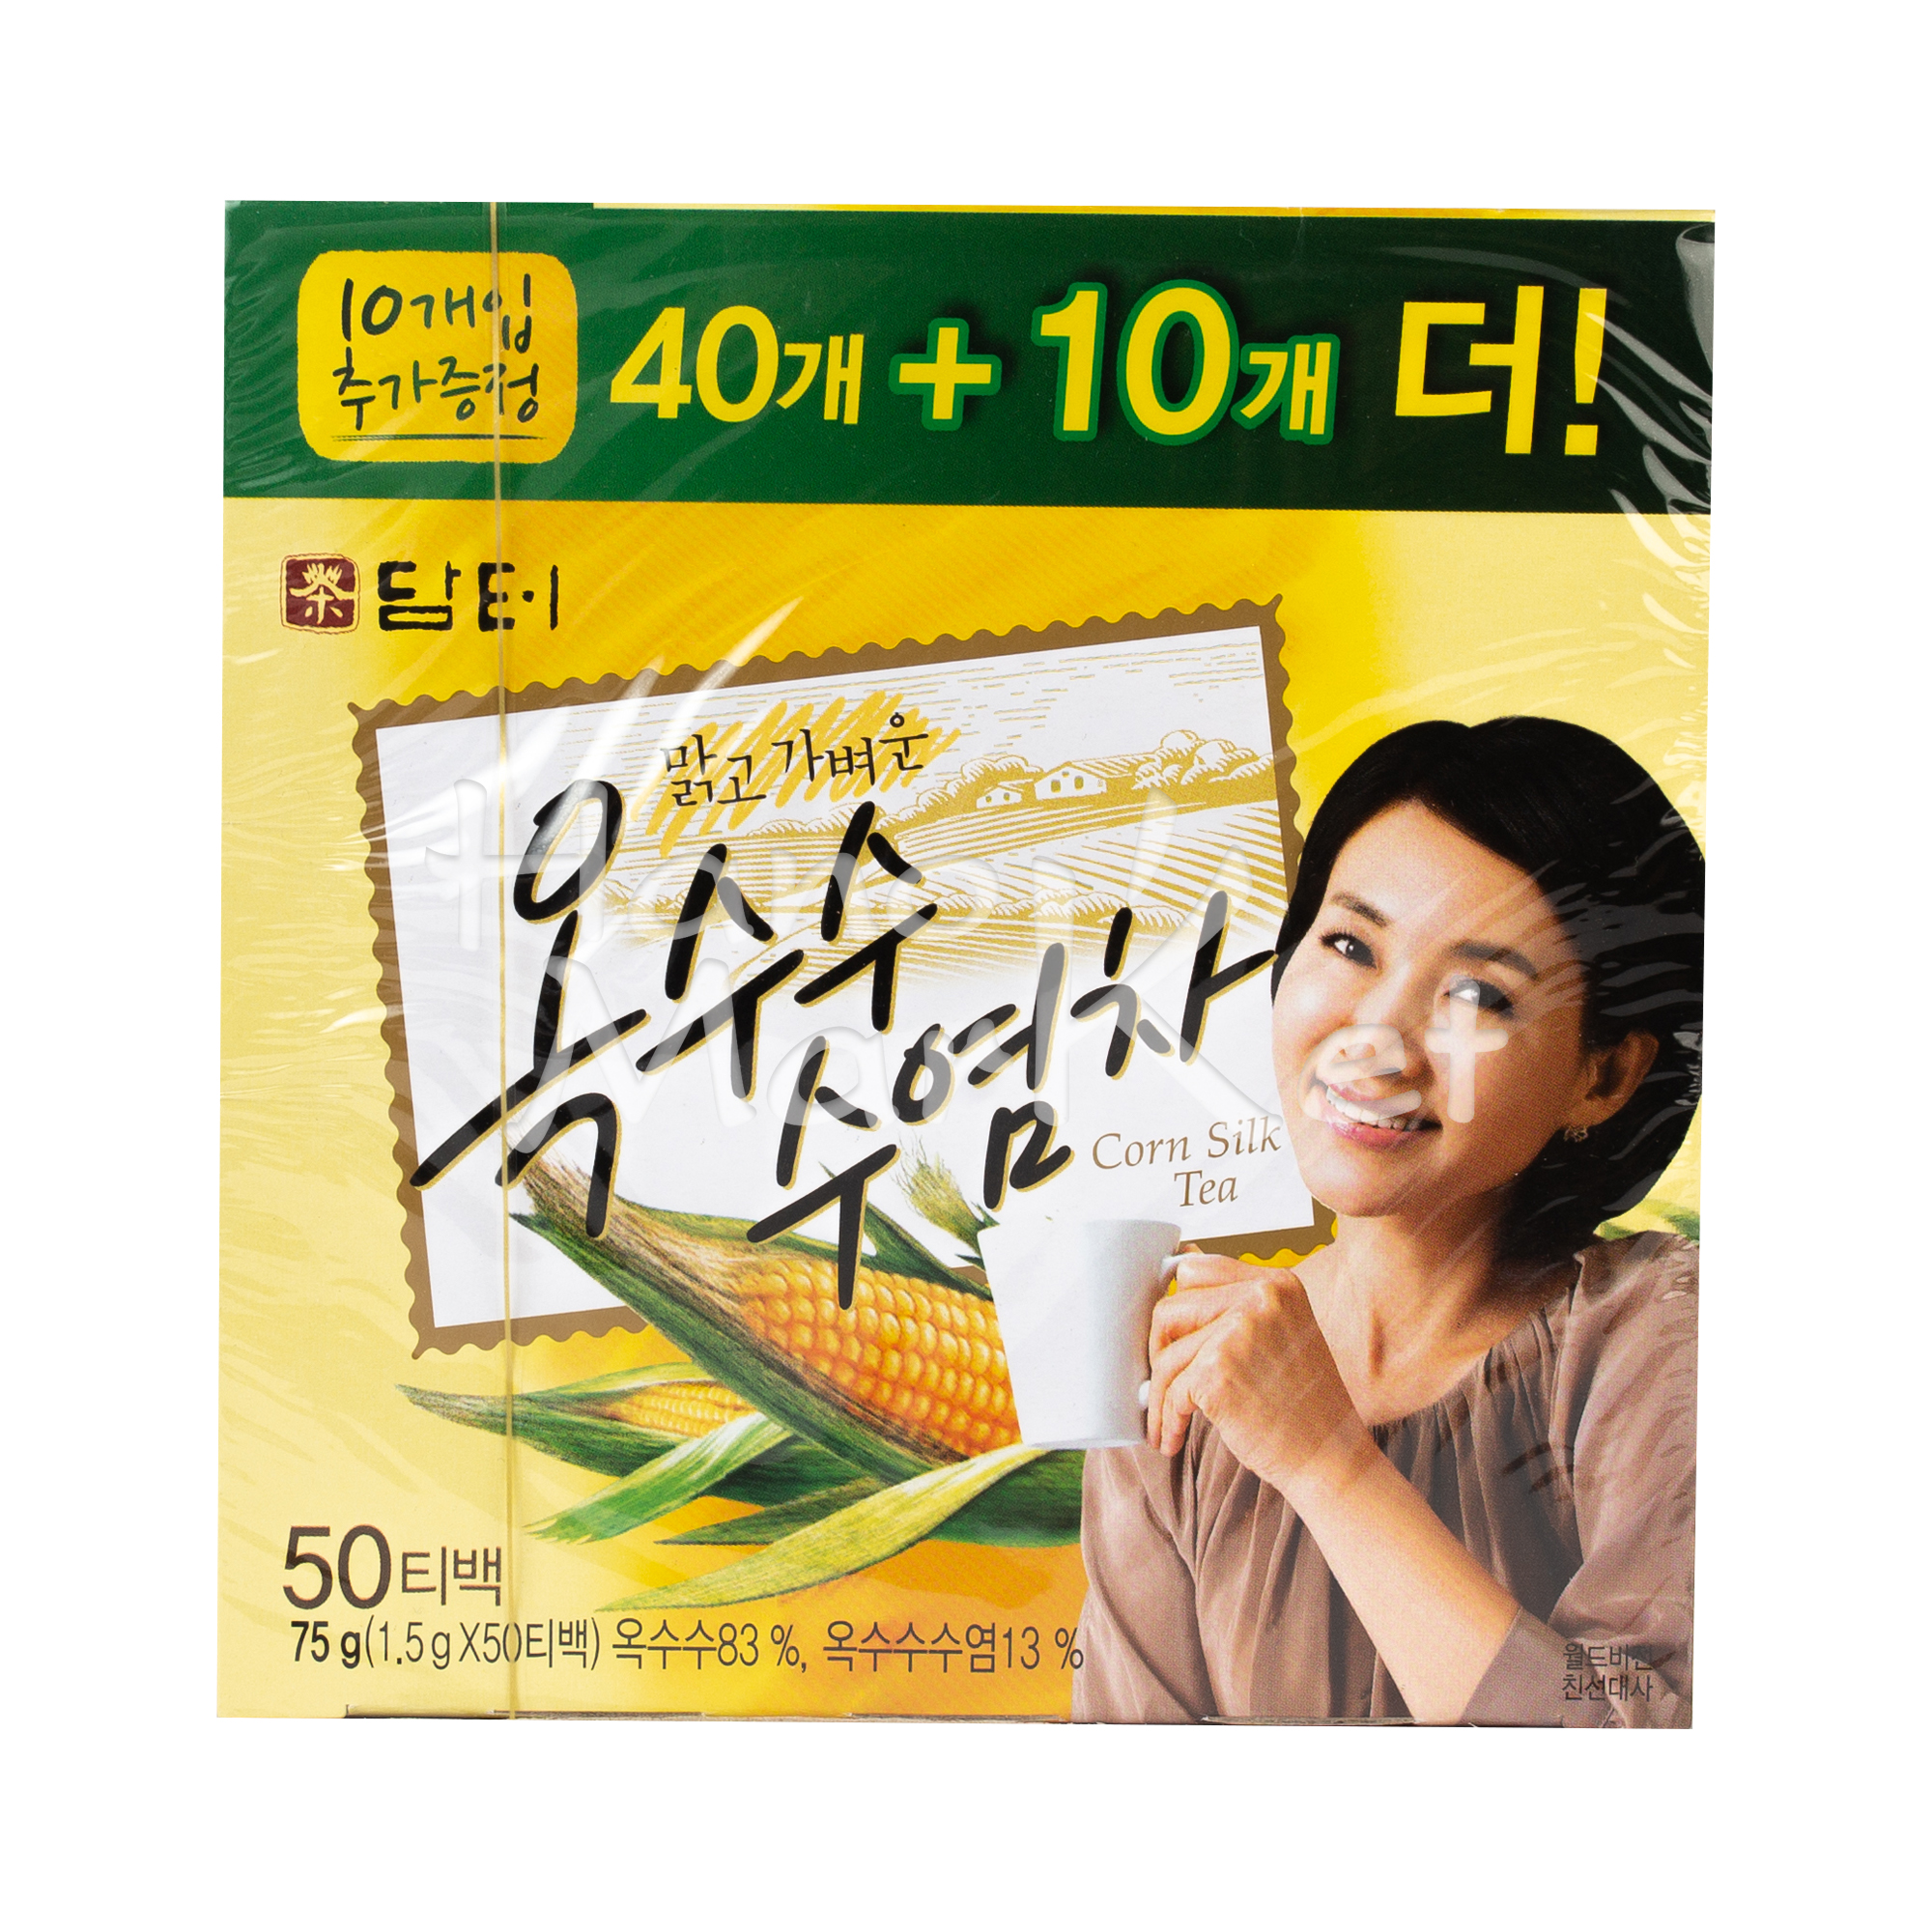 10개입
추가증정
40개 + 10개 더!
茶 담터
맑고 가벼운
옥수수
수염차
Corn Silk
Tea
Hanok
Market
50티백
75 g(1.5 g X50티백) 옥수수83 %, 옥수수수염13 %
월드비전
친선대사